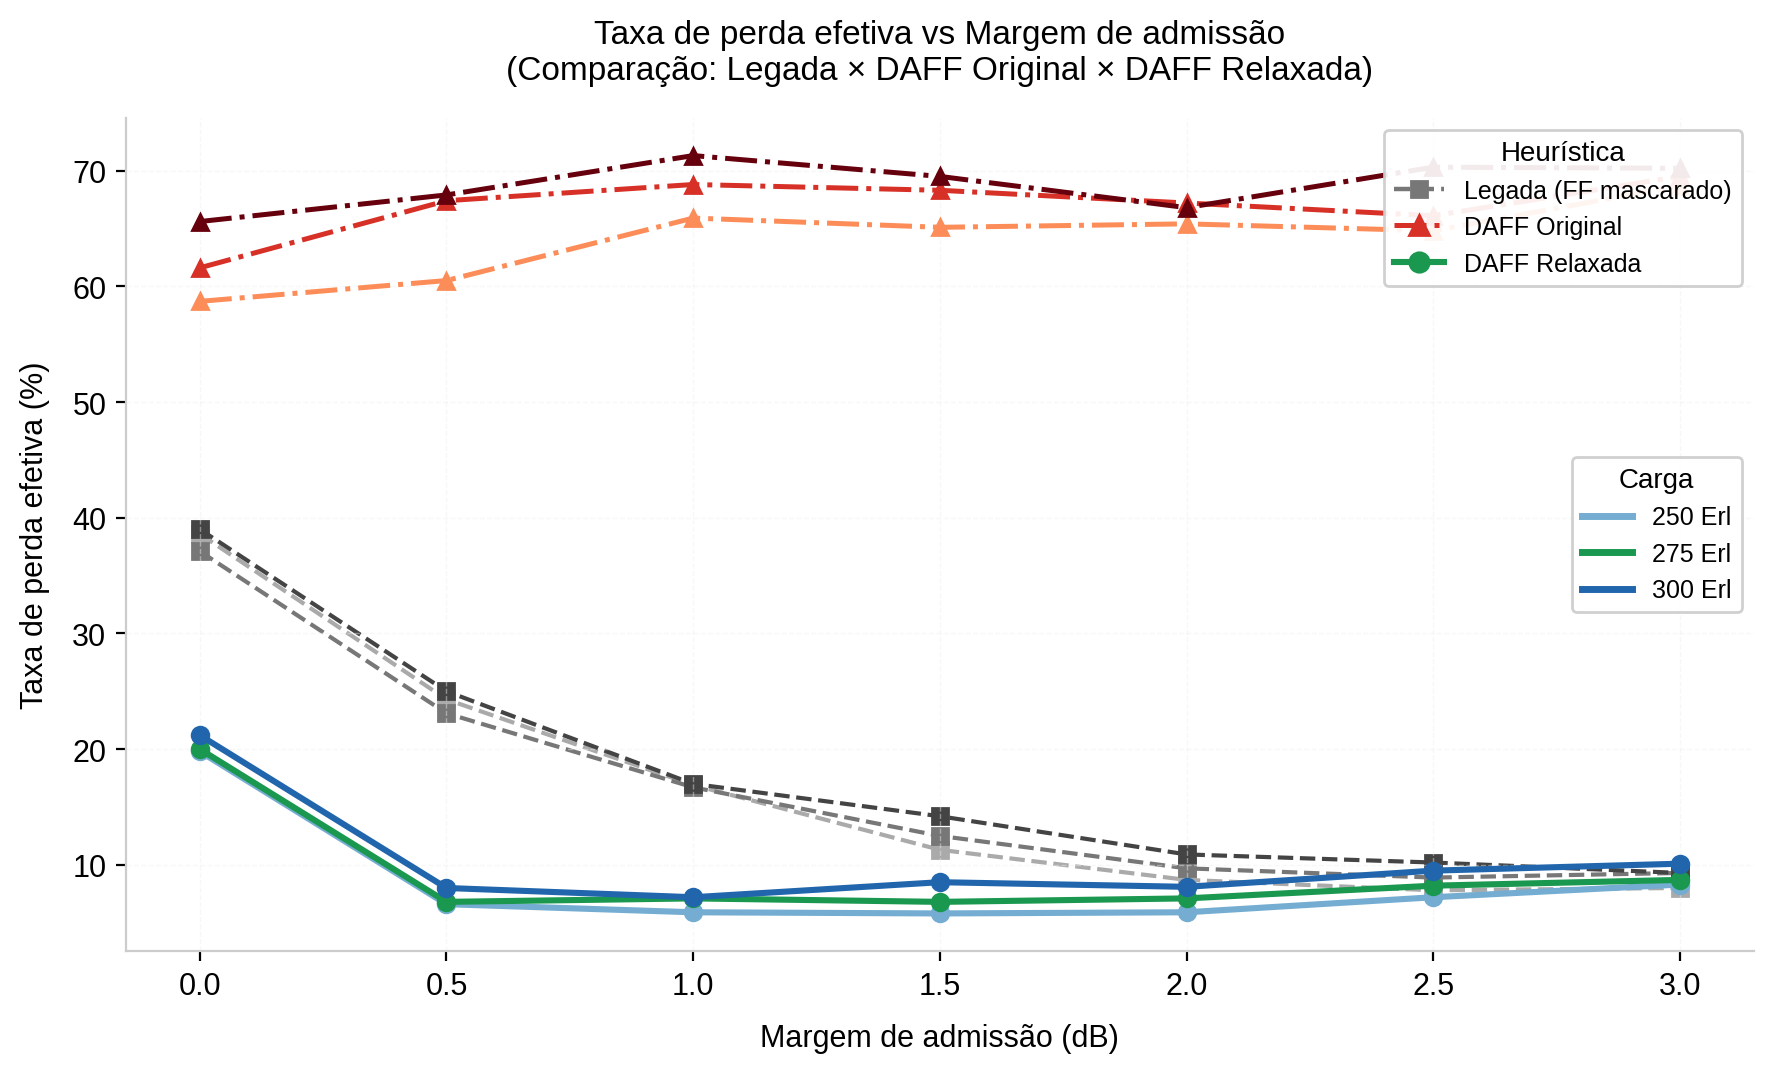 Taxa de perda efetiva vs Margem de admissão
(Comparação: Legada × DAFF Original × DAFF Relaxada)
Taxa de perda efetiva (%)
70
60
50
40
30
20
10
Heurística
Legada (FF mascarado)
DAFF Original
DAFF Relaxada
Carga
250 Erl
275 Erl
300 Erl
0.0 0.5 1.0 1.5 2.0 2.5 3.0
Margem de admissão (dB)